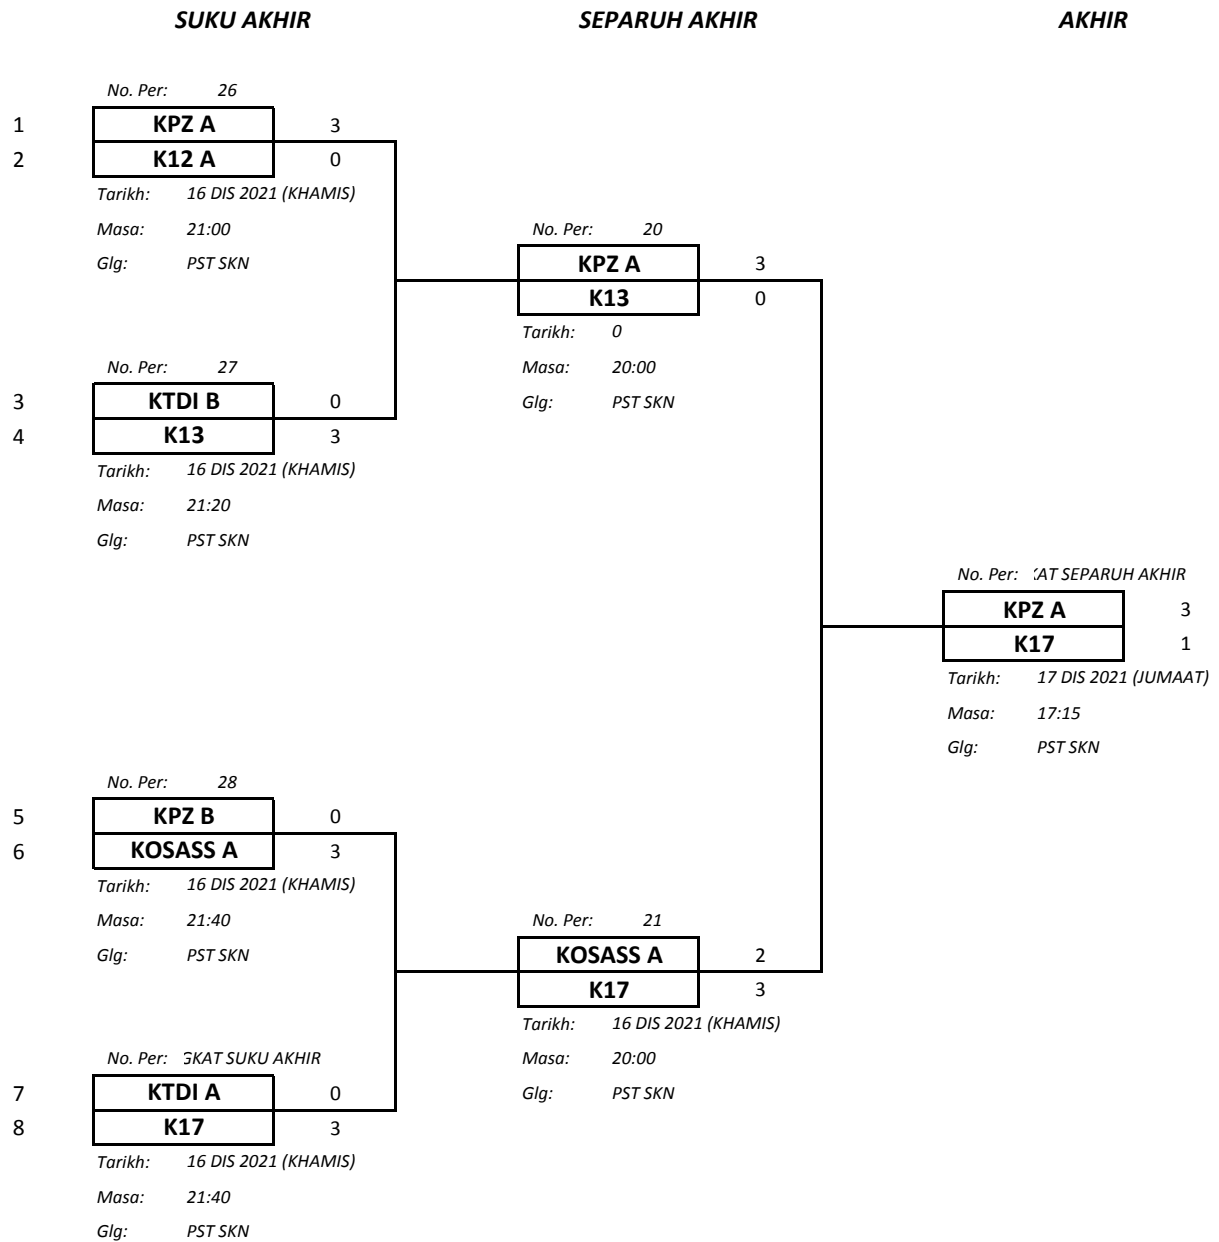 SUKU AKHIR SEPARUH AKHIR AKHIR
No. Per: 26
1 KPZ A 3
2 K12 A 0
Tarikh: 16 DIS 2021 (KHAMIS)
Masa: 21:00
Glg: PST SKN
No. Per: 27
3 KTDI B 0
4 K13 3
Tarikh: 16 DIS 2021 (KHAMIS)
Masa: 21:20
Glg: PST SKN
No. Per: 28
5 KPZ B 0
6 KOSASS A 3
Tarikh: 16 DIS 2021 (KHAMIS)
Masa: 21:40
Glg: PST SKN
No. Per: GKAT SUKU AKHIR
7 KTDI A 0
8 K17 3
Tarikh: 16 DIS 2021 (KHAMIS)
Masa: 21:40
Glg: PST SKN
No. Per: 20
KPZ A 3
K13 0
Tarikh: 0
Masa: 20:00
Glg: PST SKN
No. Per: 21
KOSASS A 2
K17 3
Tarikh: 16 DIS 2021 (KHAMIS)
Masa: 20:00
Glg: PST SKN
No. Per: KAT SEPARUH AKHIR
KPZ A 3
K17 1
Tarikh: 17 DIS 2021 (JUMAAT)
Masa: 17:15
Glg: PST SKN